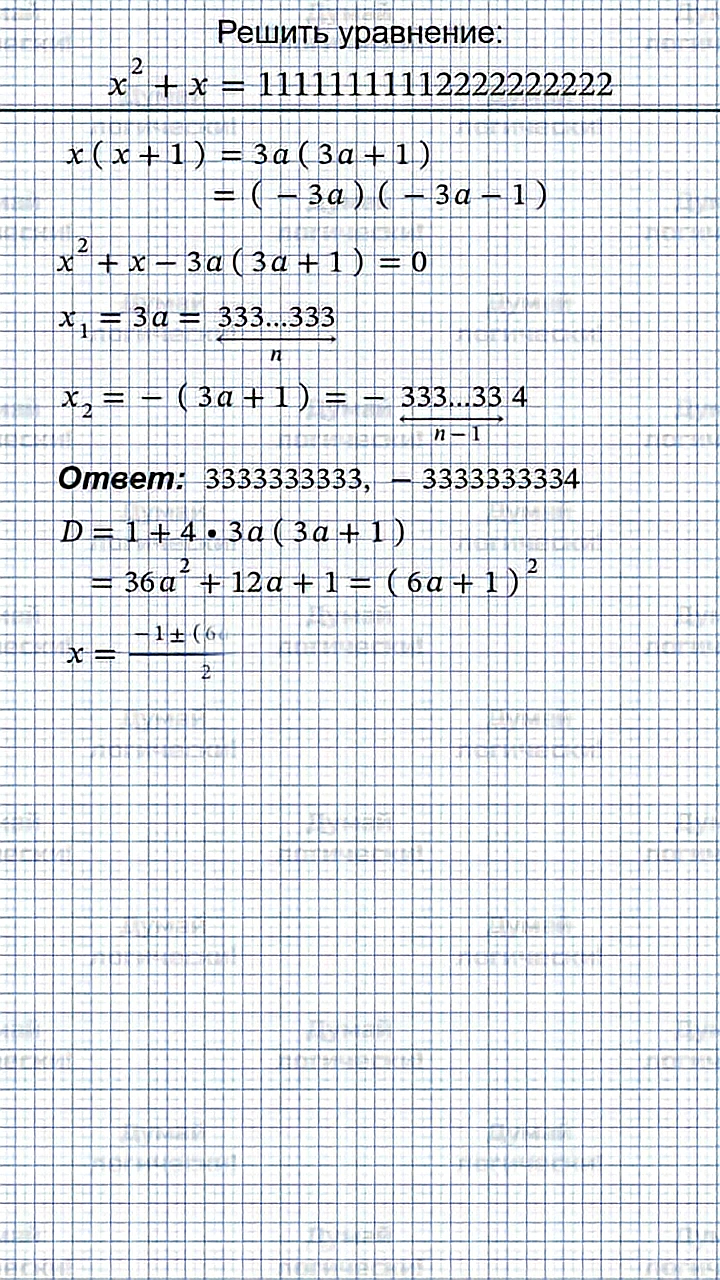 Решить уравнение:
x² + x = 11111111112222222222
x ( x + 1 ) = 3a ( 3a + 1 )
= ( − 3a ) ( − 3a − 1 )
x² + x − 3a ( 3a + 1 ) = 0
x₁ = 3a = 333...333
n
x₂ = − ( 3a + 1 ) = − 333...33 4
n − 1
Ответ: 3333333333, − 3333333334
D = 1 + 4 • 3a ( 3a + 1 )
= 36a² + 12a + 1 = ( 6a + 1 )²
−1 ± ( 6
x =
2